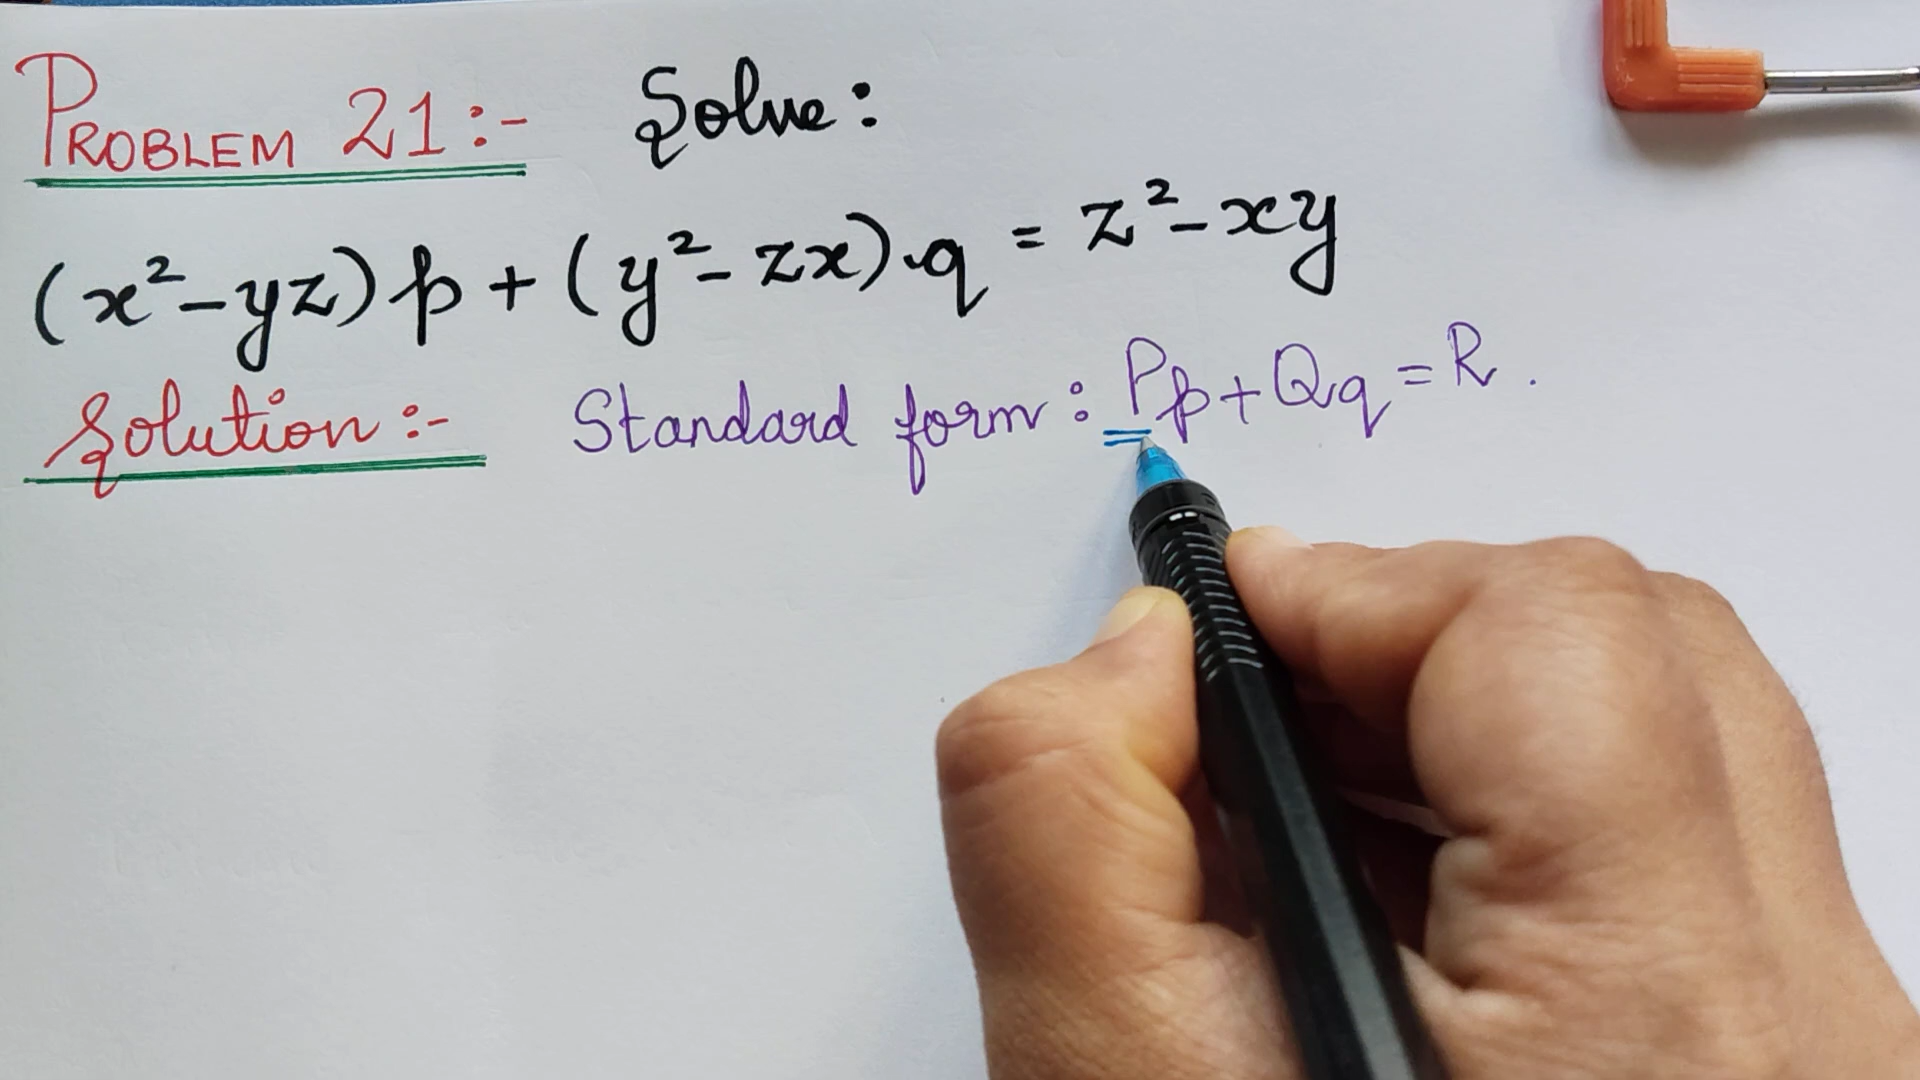 PROBLEM 21:- Solve:
(x²-yz)p+(y²-zx).q = z²-xy
Solution:- Standard form: Pp+Qq=R.